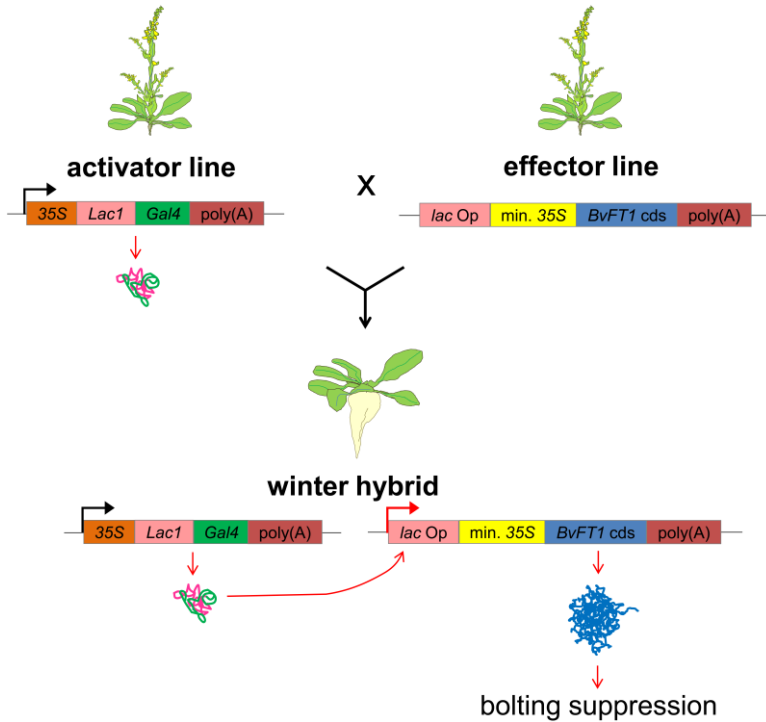 activator line
effector line
X
35S Lac1 Gal4 poly(A)
lac Op min. 35S BvFT1 cds poly(A)
winter hybrid
35S Lac1 Gal4 poly(A)
lac Op min. 35S BvFT1 cds poly(A)
bolting suppression